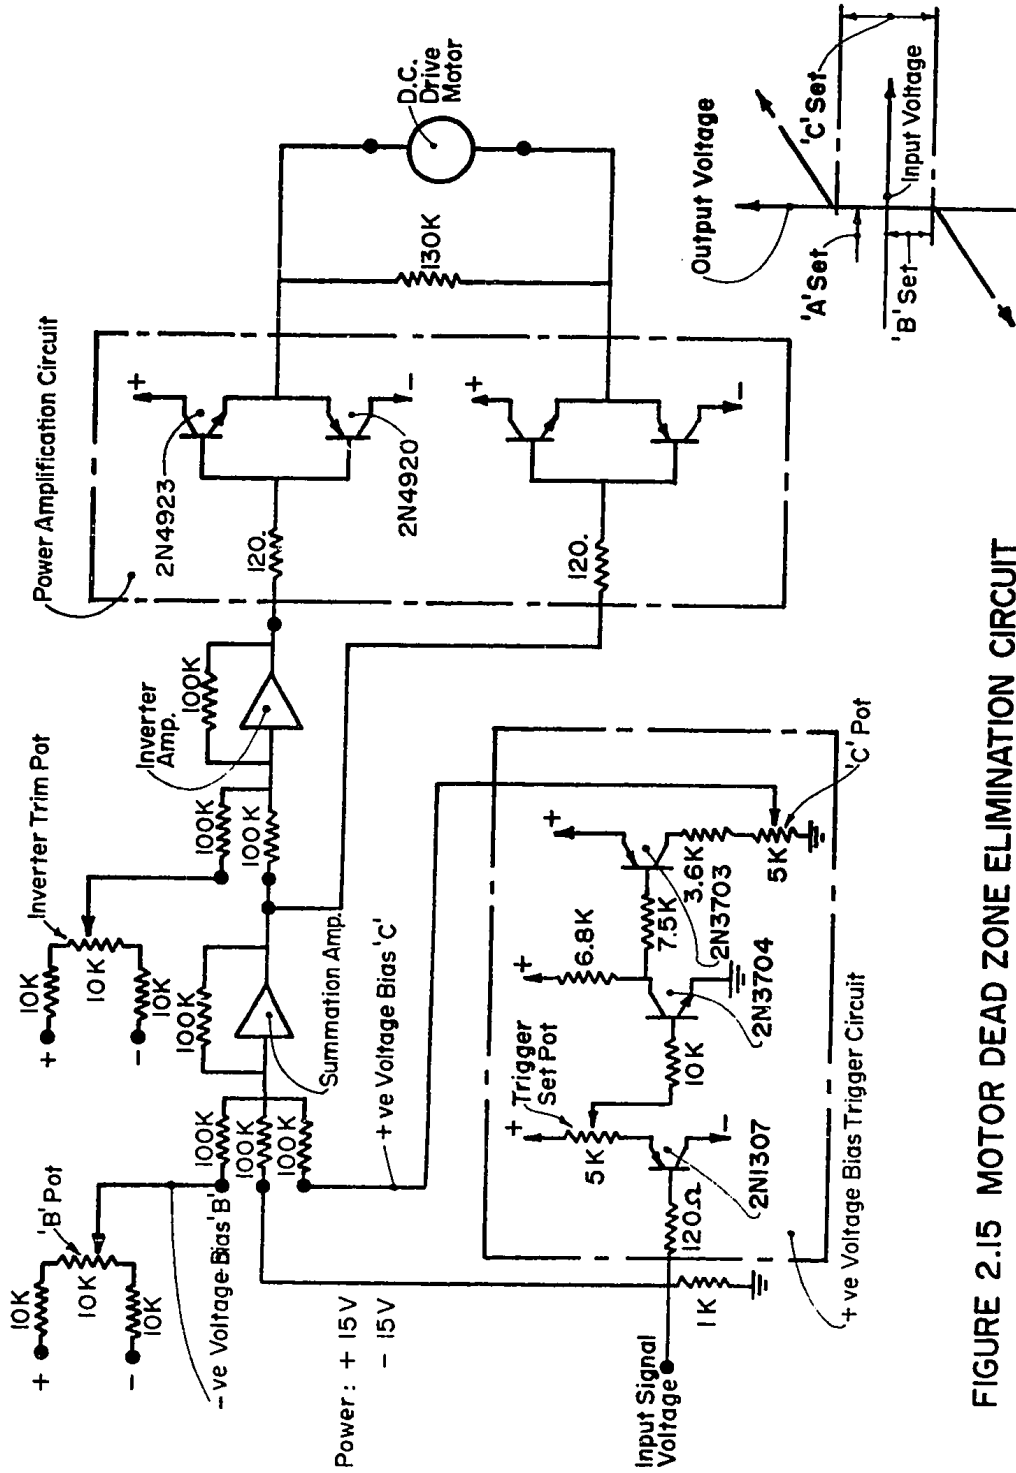 Power Amplification Circuit
Inverter Trim Pot
+
10K
10K
-
10K
'B' Pot
+
10K
10K
-
10K
-ve Voltage Bias 'B'
100K
100K
100K
100K
Summation Amp.
+ve Voltage Bias 'C'
100K
100K
Inverter
Amp.
100K
120.
2N4923
+
2N4920
-
120.
+
-
130K
D.C.
Drive
Motor
Power: + 15V
- 15V
Input Signal
Voltage
1K
120Ω
2N1307
-
+
Trigger
Set Pot
5K
10K
+
6.8K
2N3704
7.5K
2N3703
+
3.6K
5K
'C' Pot
+ve Voltage Bias Trigger Circuit
Output Voltage
'A' Set
'B' Set
'C' Set
Input Voltage
FIGURE 2.15 MOTOR DEAD ZONE ELIMINATION CIRCUIT